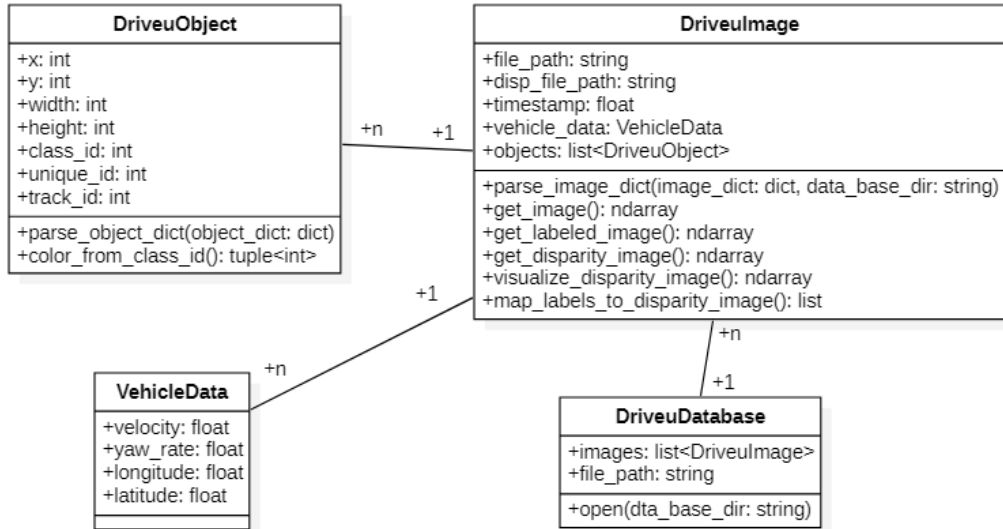 DriveuObject
+x: int
+y: int
+width: int
+height: int
+class_id: int
+unique_id: int
+track_id: int
+parse_object_dict(object_dict: dict)
+color_from_class_id(): tuple<int>
+n
+1
DriveuImage
+file_path: string
+disp_file_path: string
+timestamp: float
+vehicle_data: VehicleData
+objects: list<DriveuObject>
+parse_image_dict(image_dict: dict, data_base_dir: string)
+get_image(): ndarray
+get_labeled_image(): ndarray
+get_disparity_image(): ndarray
+visualize_disparity_image(): ndarray
+map_labels_to_disparity_image(): list
+1
+n
+n
+1
VehicleData
+velocity: float
+yaw_rate: float
+longitude: float
+latitude: float
DriveuDatabase
+images: list<DriveuImage>
+file_path: string
+open(dta_base_dir: string)